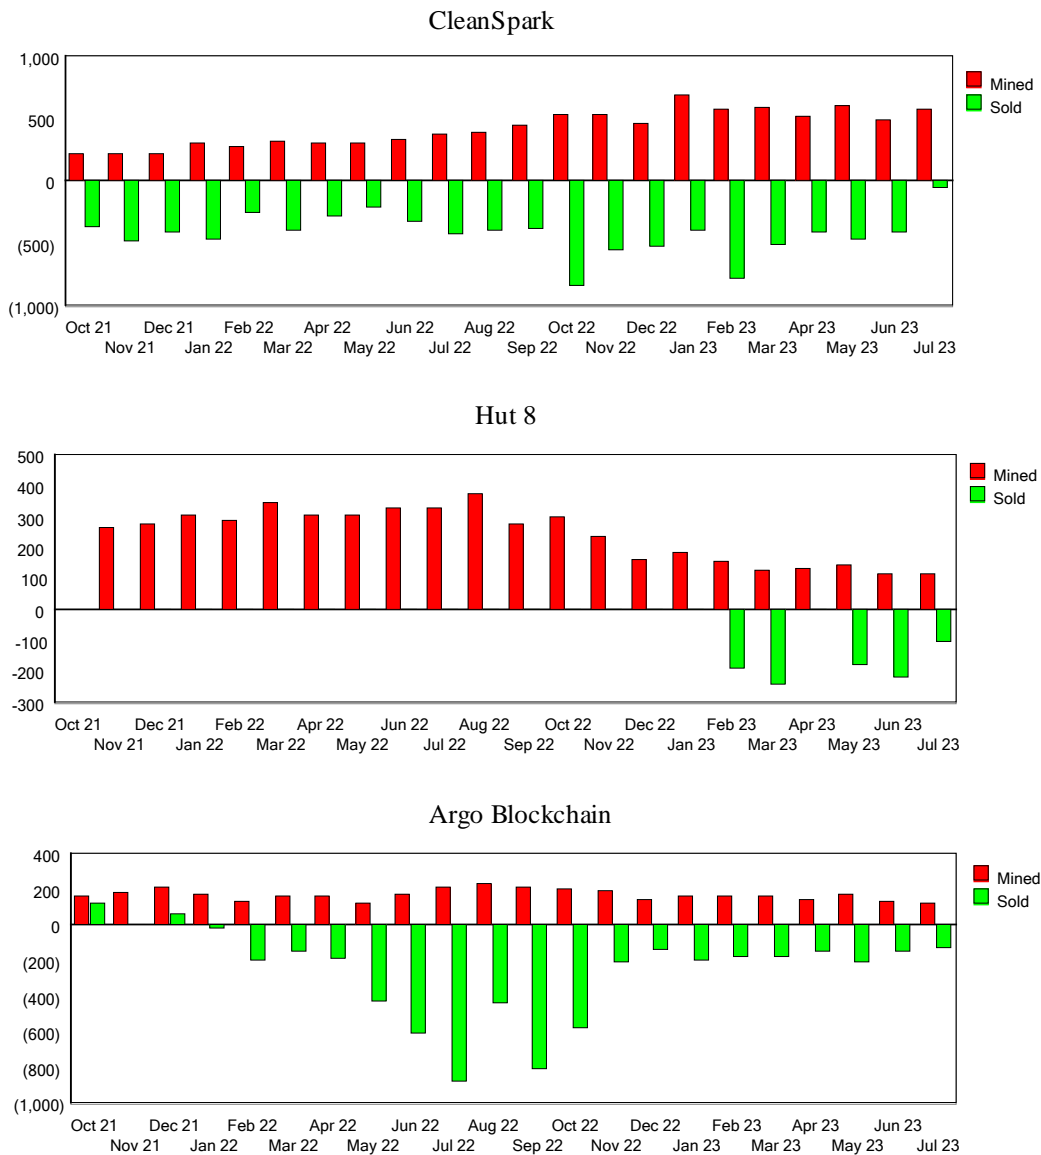 CleanSpark
1,000
500
0
(500)
(1,000)
Mined
Sold
Oct 21 Dec 21 Feb 22 Apr 22 Jun 22 Aug 22 Oct 22 Dec 22 Feb 23 Apr 23 Jun 23
Nov 21 Jan 22 Mar 22 May 22 Jul 22 Sep 22 Nov 22 Jan 23 Mar 23 May 23 Jul 23
Hut 8
500
400
300
200
100
0
-100
-200
-300
Mined
Sold
Oct 21 Dec 21 Feb 22 Apr 22 Jun 22 Aug 22 Oct 22 Dec 22 Feb 23 Apr 23 Jun 23
Nov 21 Jan 22 Mar 22 May 22 Jul 22 Sep 22 Nov 22 Jan 23 Mar 23 May 23 Jul 23
Argo Blockchain
400
200
0
(200)
(400)
(600)
(800)
(1,000)
Mined
Sold
Oct 21 Dec 21 Feb 22 Apr 22 Jun 22 Aug 22 Oct 22 Dec 22 Feb 23 Apr 23 Jun 23
Nov 21 Jan 22 Mar 22 May 22 Jul 22 Sep 22 Nov 22 Jan 23 Mar 23 May 23 Jul 23